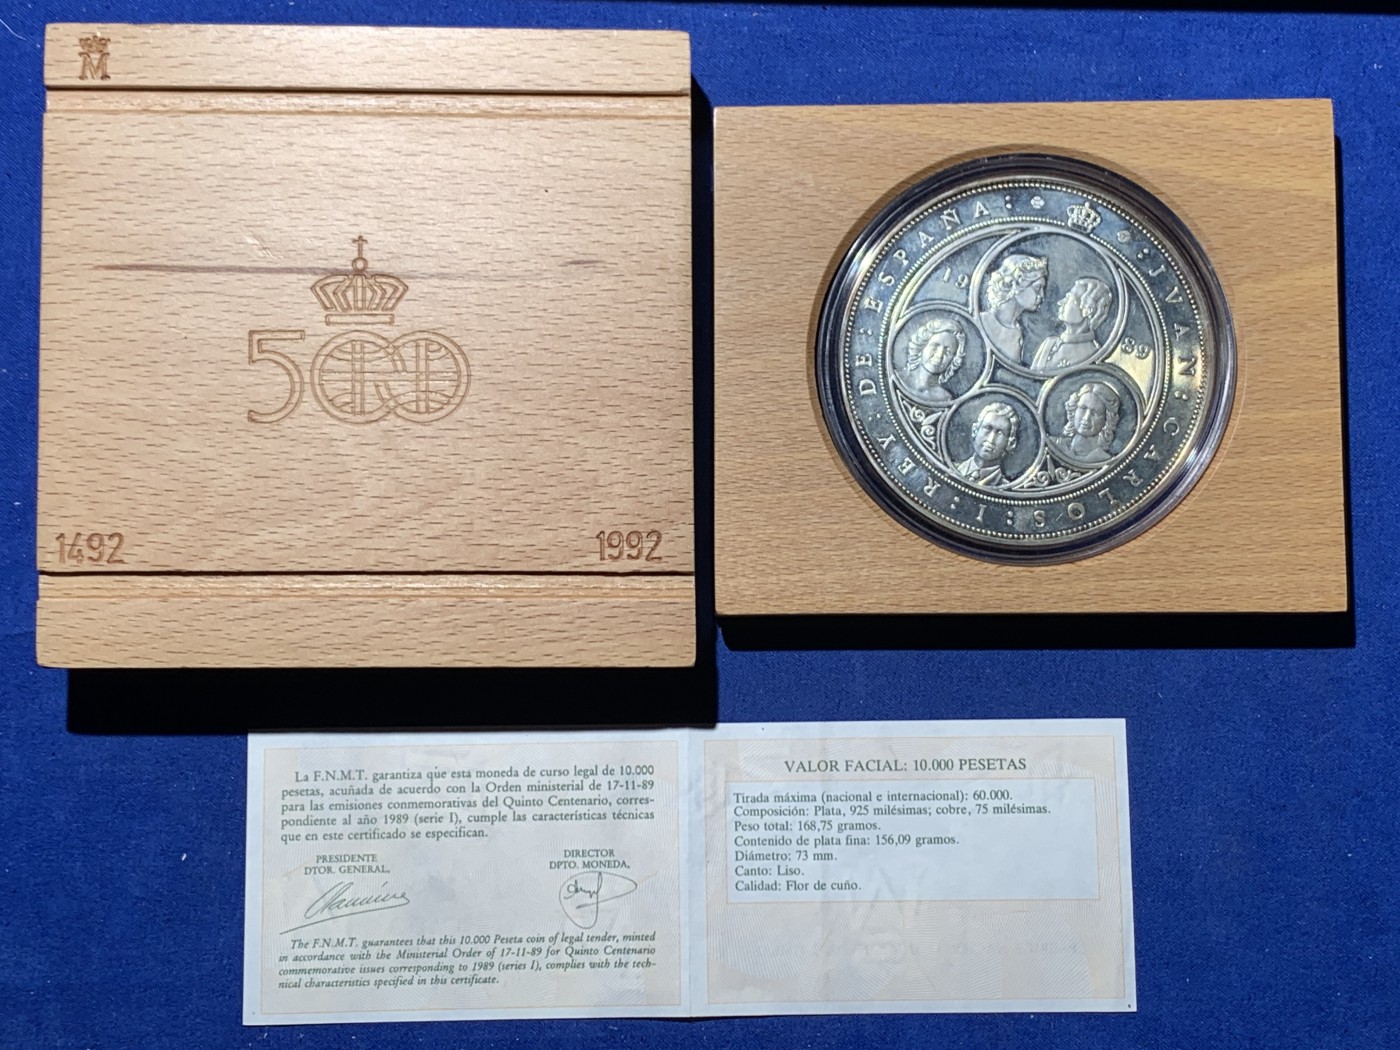 M
500
1492 1992
JVAN : CARLOS : I : REY : DE : ESPAÑA :
19 89
La F.N.M.T. garantiza que esta moneda de curso legal de 10.000
pesetas, acuñada de acuerdo con la Orden ministerial de 17-11-89
para las emisiones conmemorativas del Quinto Centenario, corres-
pondiente al año 1989 (serie I), cumple las características técnicas
que en este certificado se especifican.
PRESIDENTE
DTOR. GENERAL,
DIRECTOR
DPTO. MONEDA,
The F.N.M.T. guarantees that this 10.000 Peseta coin of legal tender, minted
in accordance with the Ministerial Order of 17-11-89 for Quinto Centenario
commemorative issues corresponding to 1989 (series I), complies with the tech-
nical characteristics specified in this certificate.
VALOR FACIAL: 10.000 PESETAS
Tirada máxima (nacional e internacional): 60.000.
Composición: Plata, 925 milésimas; cobre, 75 milésimas.
Peso total: 168,75 gramos.
Contenido de plata fina: 156,09 gramos.
Diámetro: 73 mm.
Canto: Liso.
Calidad: Flor de cuño.